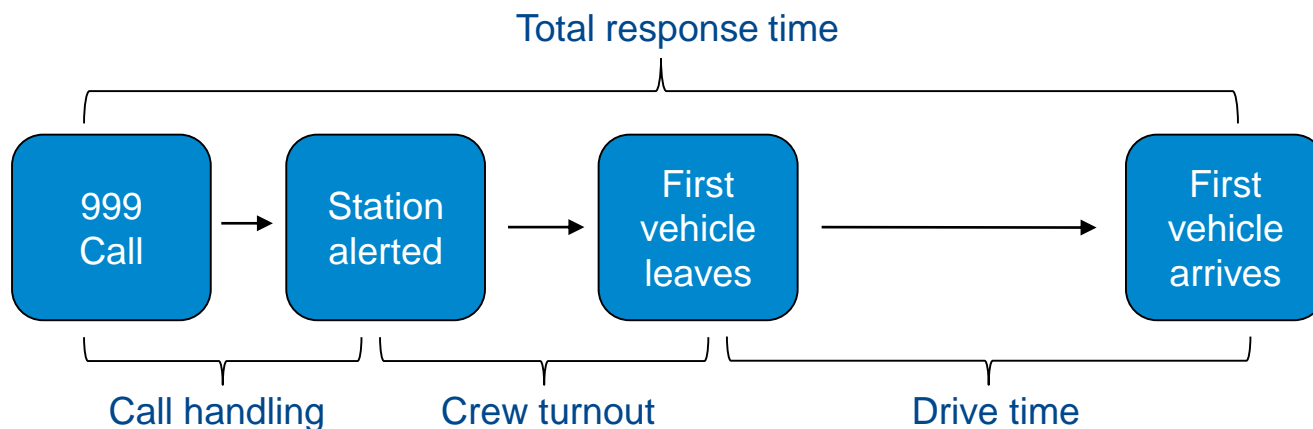 Total response time
999
Call
Station
alerted
First
vehicle
leaves
First
vehicle
arrives
Call handling
Crew turnout
Drive time